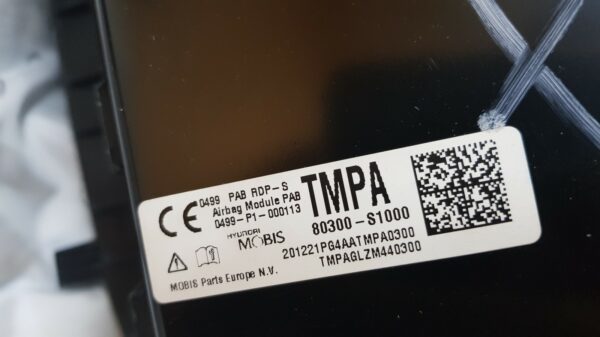 CE 0499 PAB RDP-S
Airbag Module PAB
0499-P1-000113
TMPA
80300-S1000
HYUNDAI
MOBIS
201221PG4AATMPA0300
TMPAGLZM440300
MOBIS Parts Europe N.V.